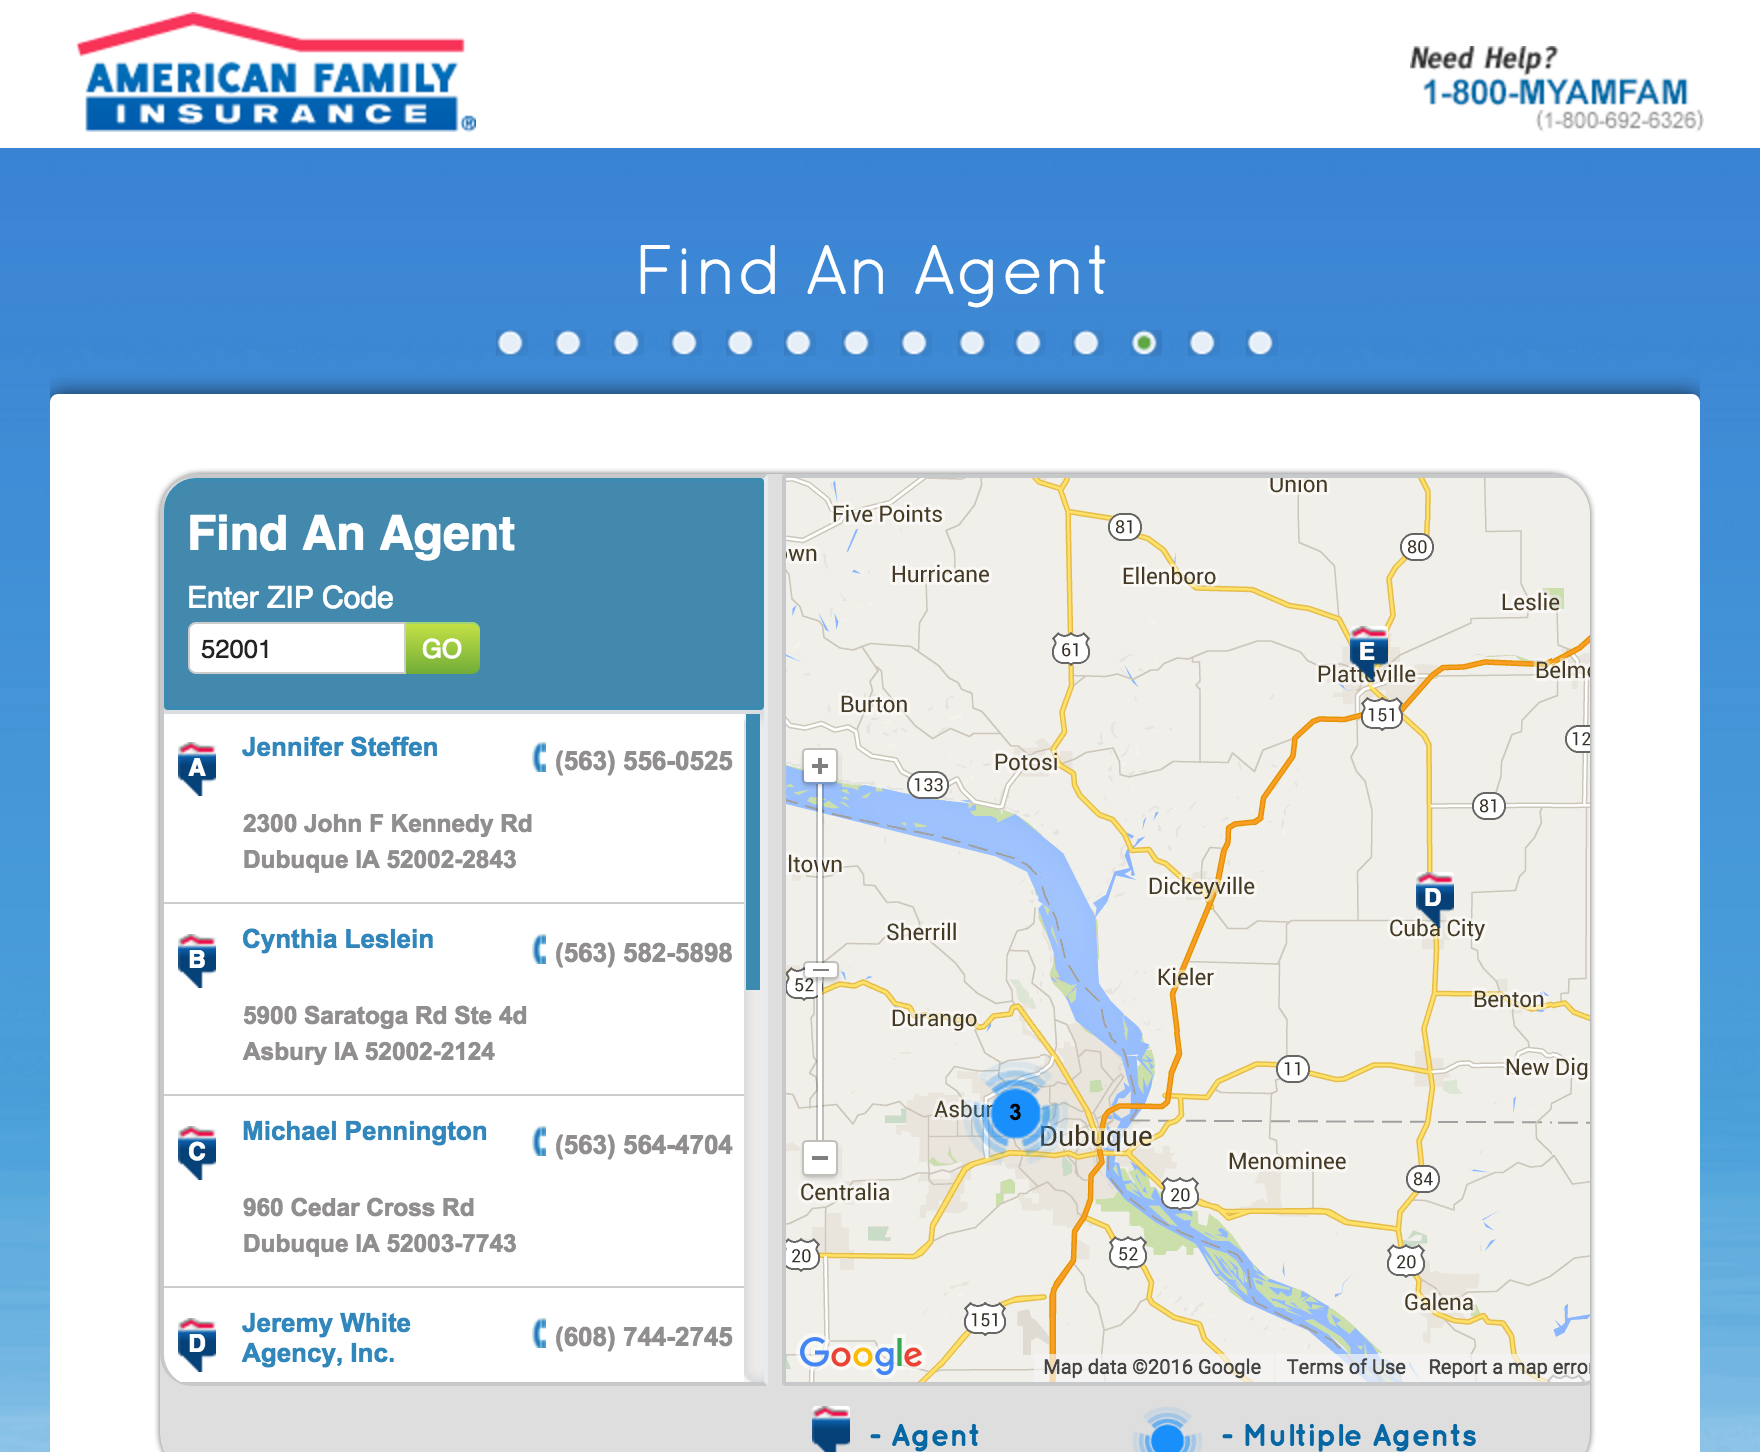 AMERICAN FAMILY
INSURANCE ®
Need Help?
1-800-MYAMFAM
(1-800-692-6326)
Find An Agent
Find An Agent
Enter ZIP Code
52001
GO
A
Jennifer Steffen
(563) 556-0525
2300 John F Kennedy Rd
Dubuque IA 52002-2843
B
Cynthia Leslein
(563) 582-5898
5900 Saratoga Rd Ste 4d
Asbury IA 52002-2124
C
Michael Pennington
(563) 564-4704
960 Cedar Cross Rd
Dubuque IA 52003-7743
D
Jeremy White
Agency, Inc.
(608) 744-2745
Union
Five Points
81
80
own
Hurricane
Ellenboro
Leslie
61
E
Platteville
Belm
151
Burton
12
Potosi
133
81
ltown
Dickeyville
D
Cuba City
Sherrill
Kieler
52
Benton
Durango
11
New Dig
Asbur
3
Dubuque
Menominee
84
Centralia
20
20
52
20
Galena
151
Google
Map data ©2016 Google
Terms of Use
Report a map erro
- Agent
- Multiple Agents